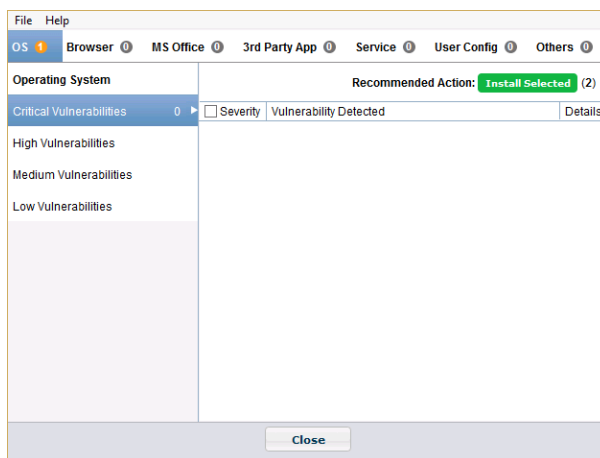 File Help
OS 1 Browser 0 MS Office 0 3rd Party App 0 Service 0 User Config 0 Others 0
Operating System
Recommended Action: Install Selected (2)
Critical Vulnerabilities 0
Severity Vulnerability Detected Details
High Vulnerabilities
Medium Vulnerabilities
Low Vulnerabilities
Close